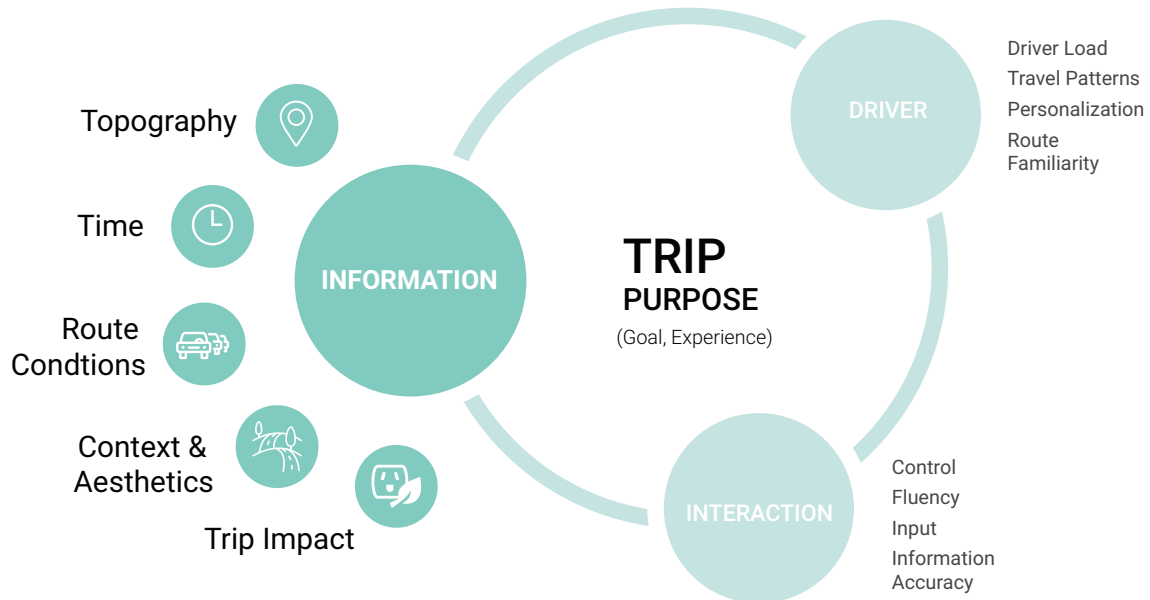 Topography
Time
Route
Condtions
Context &
Aesthetics
Trip Impact
INFORMATION
TRIP
PURPOSE
(Goal, Experience)
DRIVER
Driver Load
Travel Patterns
Personalization
Route
Familiarity
INTERACTION
Control
Fluency
Input
Information
Accuracy